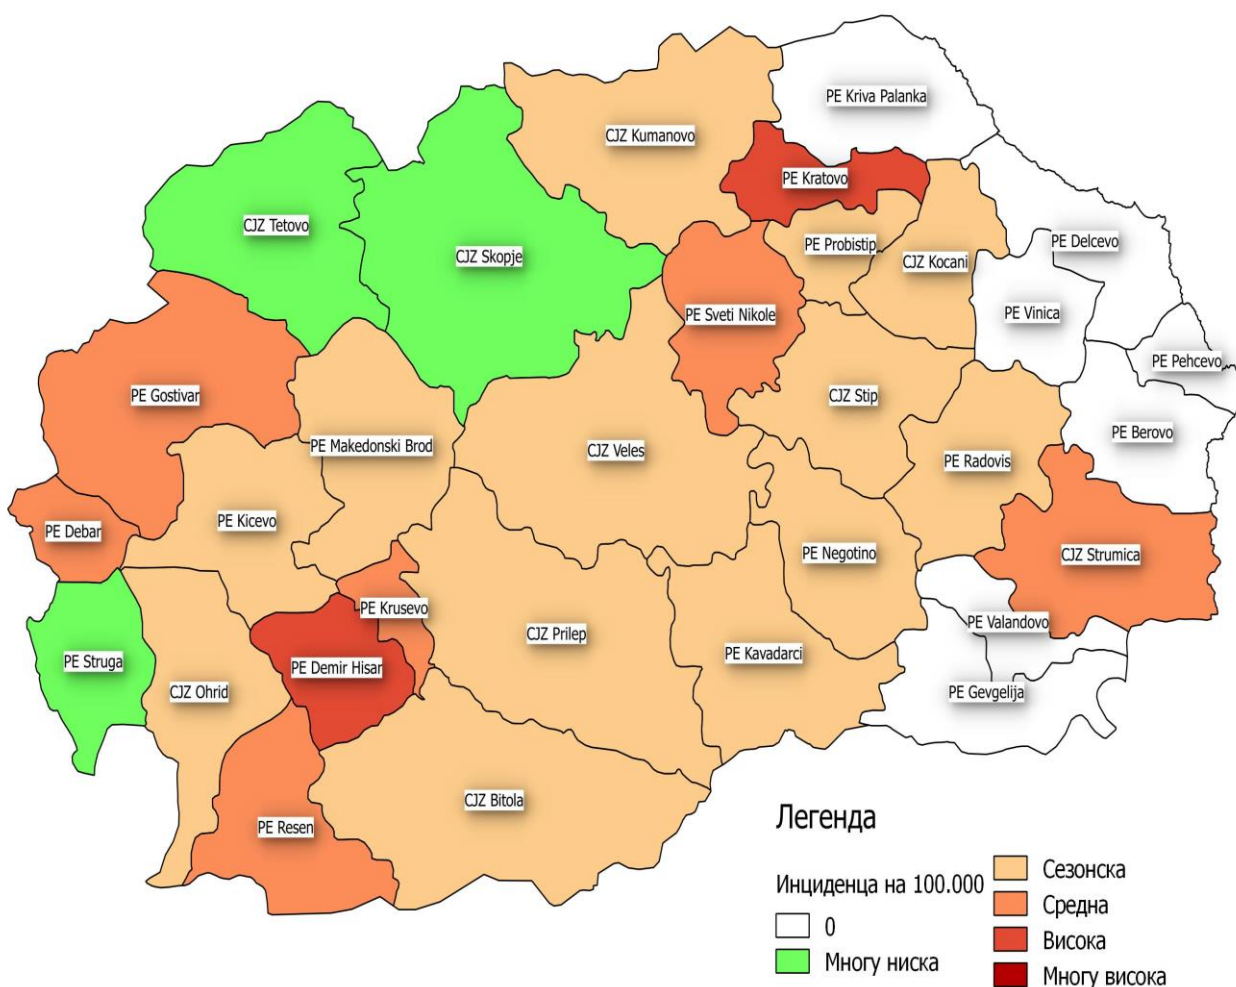 PE Kriva Palanka
CJZ Kumanovo
PE Kratovo
CJZ Tetovo
PE Delcevo
PE Probistip
CJZ Skopje
CJZ Kocani
PE Sveti Nikole
PE Vinica
PE Pehcevo
PE Gostivar
CJZ Stip
PE Berovo
PE Makedonski Brod
CJZ Veles
PE Radovis
PE Kicevo
PE Debar
PE Negotino
CJZ Strumica
PE Krusevo
PE Valandovo
CJZ Prilep
PE Kavadarci
PE Struga
PE Demir Hisar
CJZ Ohrid
PE Gevgelija
CJZ Bitola
PE Resen
Легенда
Инциденца на 100.000
0
Многу ниска
Сезонска
Средна
Висока
Многу висока